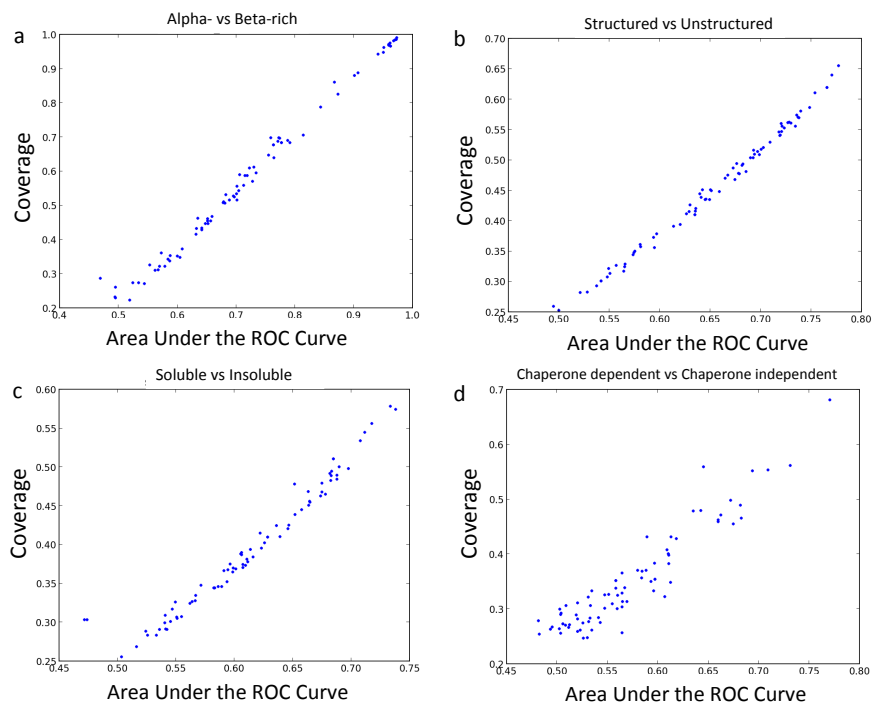 a
Alpha- vs Beta-rich
1.0
0.9
0.8
0.7
0.6
0.5
0.4
0.3
0.2
Coverage
0.4 0.5 0.6 0.7 0.8 0.9 1.0
Area Under the ROC Curve
b
Structured vs Unstructured
0.70
0.65
0.60
0.55
0.50
0.45
0.40
0.35
0.30
0.25
Coverage
0.45 0.50 0.55 0.60 0.65 0.70 0.75 0.80
Area Under the ROC Curve
c
Soluble vs Insoluble
0.60
0.55
0.50
0.45
0.40
0.35
0.30
0.25
Coverage
0.45 0.50 0.55 0.60 0.65 0.70 0.75
Area Under the ROC Curve
d
Chaperone dependent vs Chaperone independent
0.7
0.6
0.5
0.4
0.3
0.2
Coverage
0.45 0.50 0.55 0.60 0.65 0.70 0.75 0.80
Area Under the ROC Curve